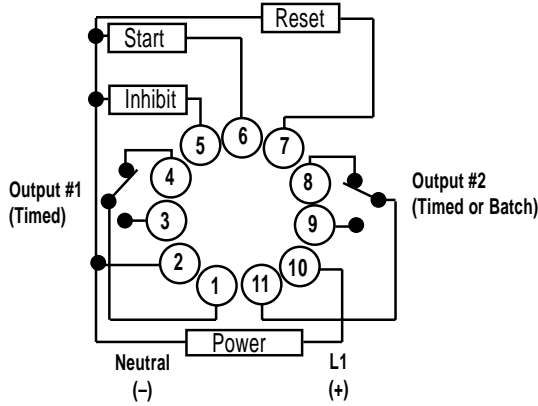 Reset
Start
Inhibit
6
5
7
4
8
Output #1
(Timed)
Output #2
(Timed or Batch)
3
9
2
10
1
11
Power
Neutral
(–)
L1
(+)